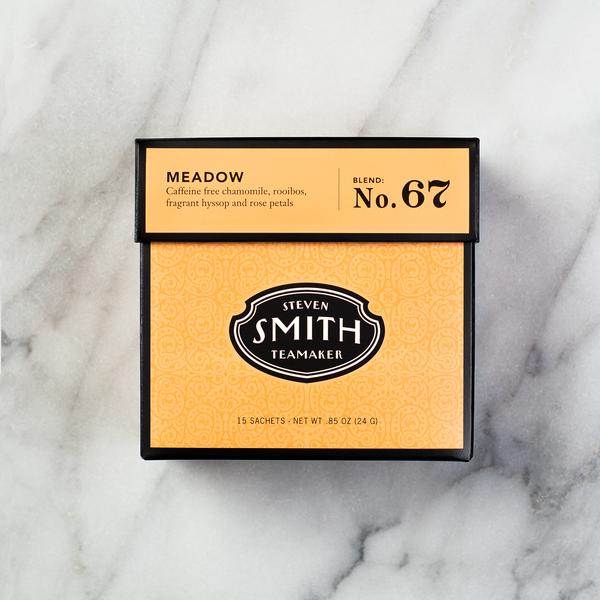 MEADOW
Caffeine free chamomile, rooibos,
fragrant hyssop and rose petals
BLEND:
No. 67
STEVEN
SMITH
TEAMAKER
15 SACHETS - NET WT .85 OZ (24 G)